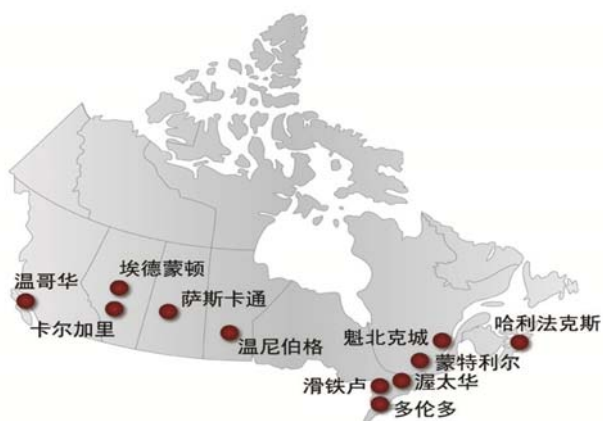 埃德蒙顿
温哥华
萨斯卡通
卡尔加里
温尼伯格
哈利法克斯
魁北克城
蒙特利尔
滑铁卢
渥太华
多伦多